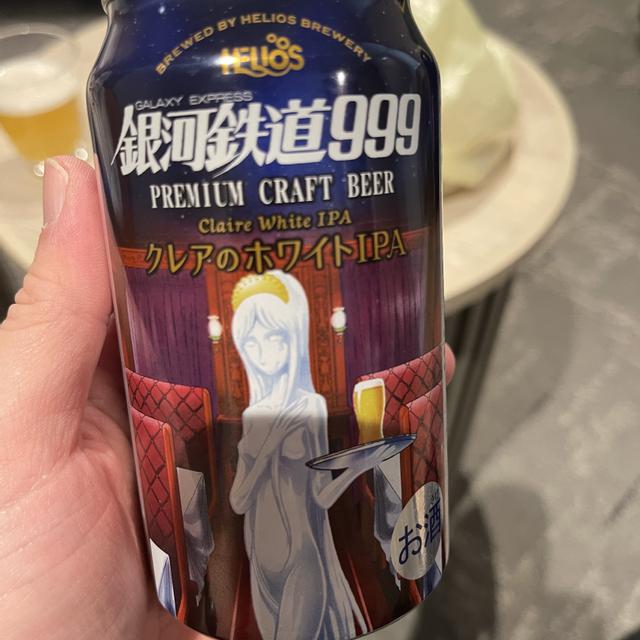 BREWED BY HELIOS BREWERY
HELIOS
GALAXY EXPRESS
銀河鉄道999
PREMIUM CRAFT BEER
Claire White IPA
クレアのホワイトIPA
お酒